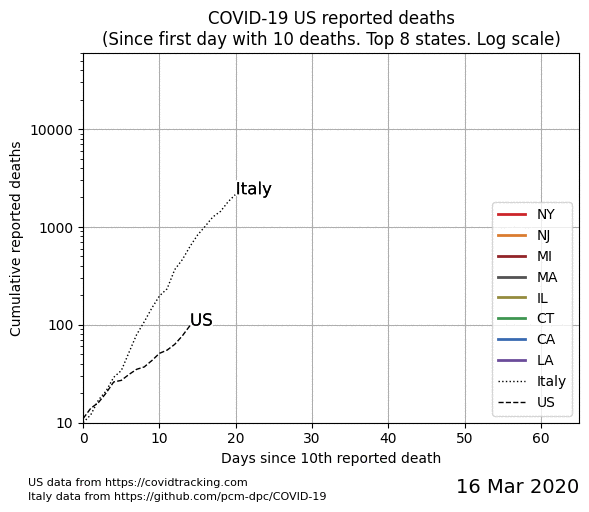 COVID-19 US reported deaths
(Since first day with 10 deaths. Top 8 states. Log scale)
Cumulative reported deaths
10000
1000
100
10
Italy
US
NY
NJ
MI
MA
IL
CT
CA
LA
Italy
US
0 10 20 30 40 50 60
Days since 10th reported death
US data from https://covidtracking.com
Italy data from https://github.com/pcm-dpc/COVID-19
16 Mar 2020